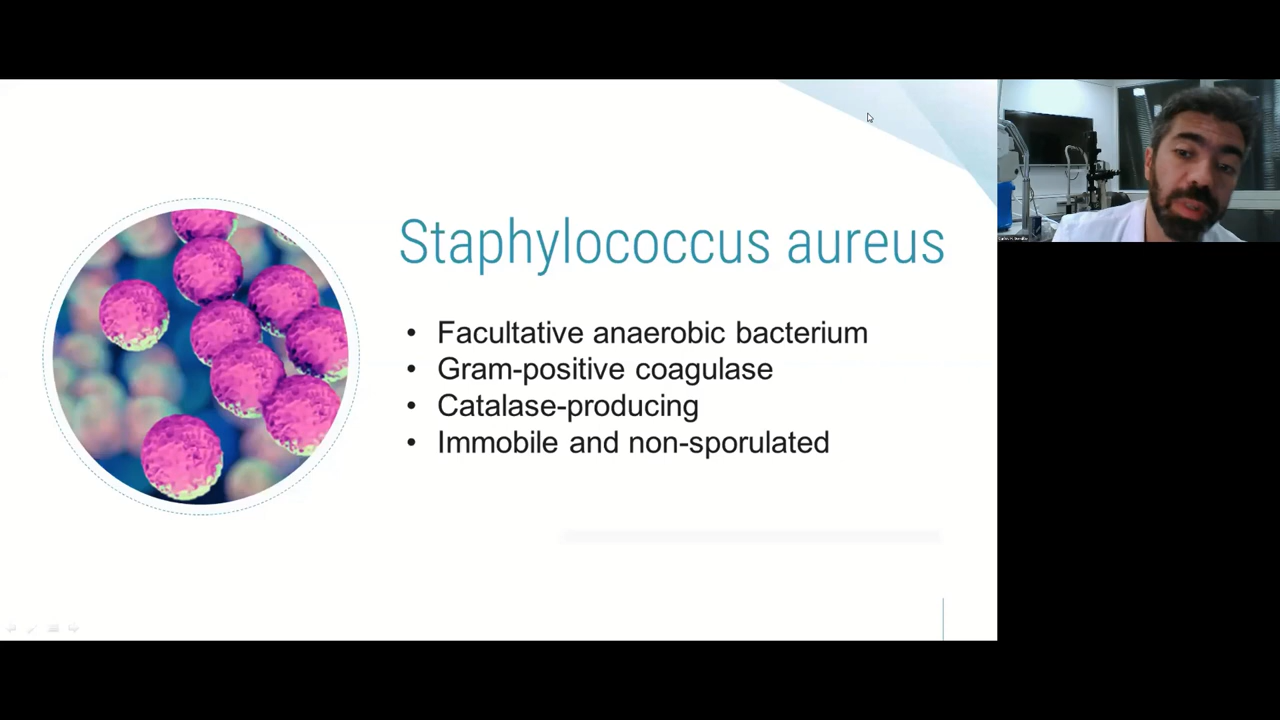 Staphylococcus aureus
• Facultative anaerobic bacterium
• Gram-positive coagulase
• Catalase-producing
• Immobile and non-sporulated